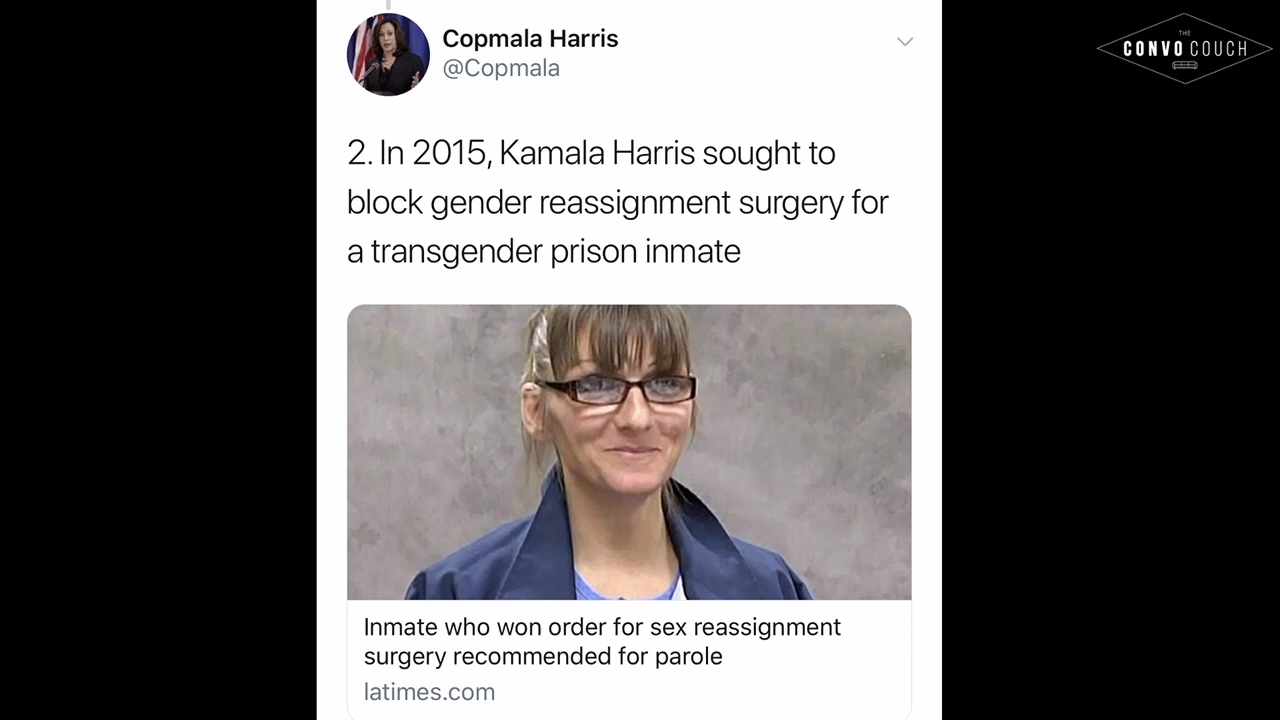 Copmala Harris
@Copmala
THE
CONVO COUCH
2. In 2015, Kamala Harris sought to
block gender reassignment surgery for
a transgender prison inmate
Inmate who won order for sex reassignment
surgery recommended for parole
latimes.com